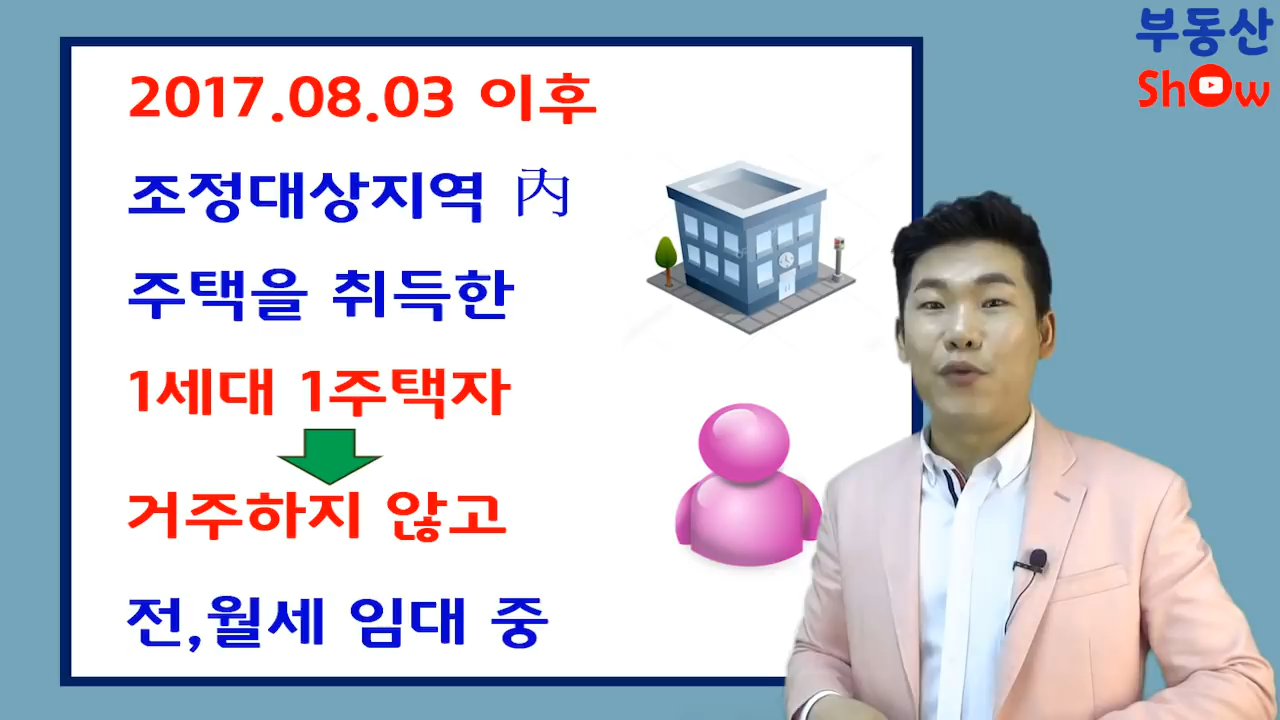 2017.08.03 이후
조정대상지역 內
주택을 취득한
1세대 1주택자
거주하지 않고
전,월세 임대 중
부동산
Show